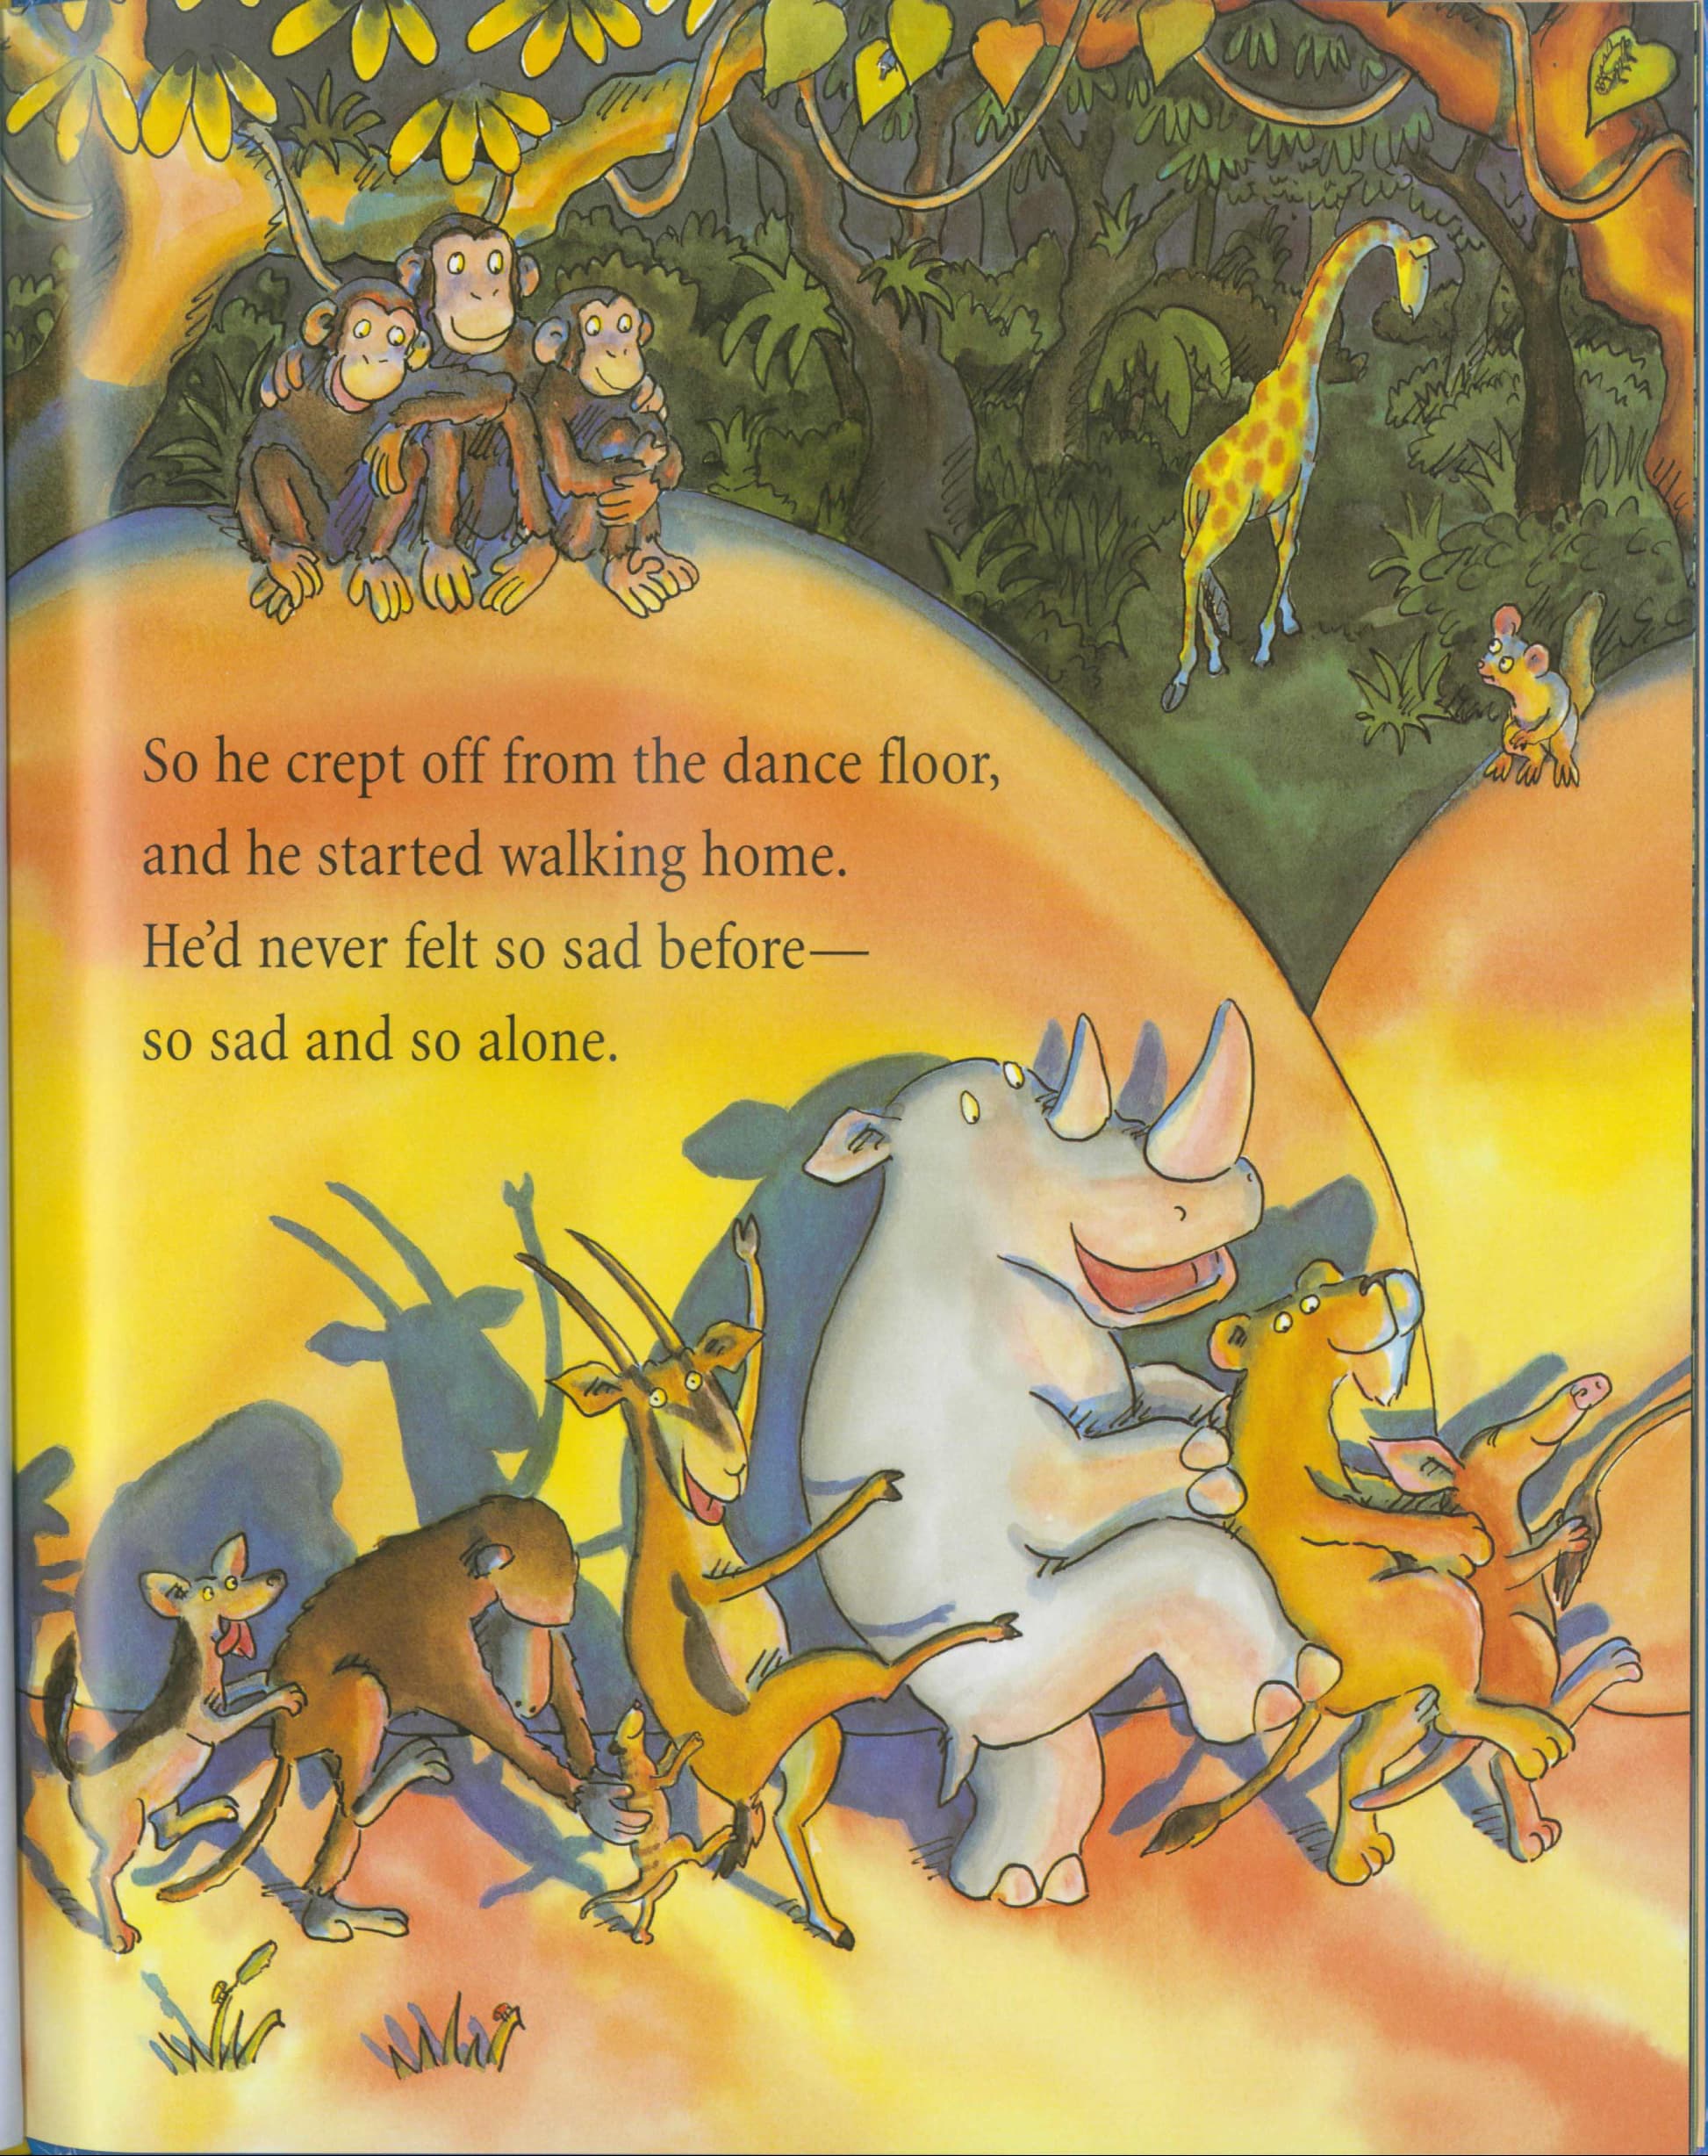 So he crept off from the dance floor,
and he started walking home.
He’d never felt so sad before—
so sad and so alone.